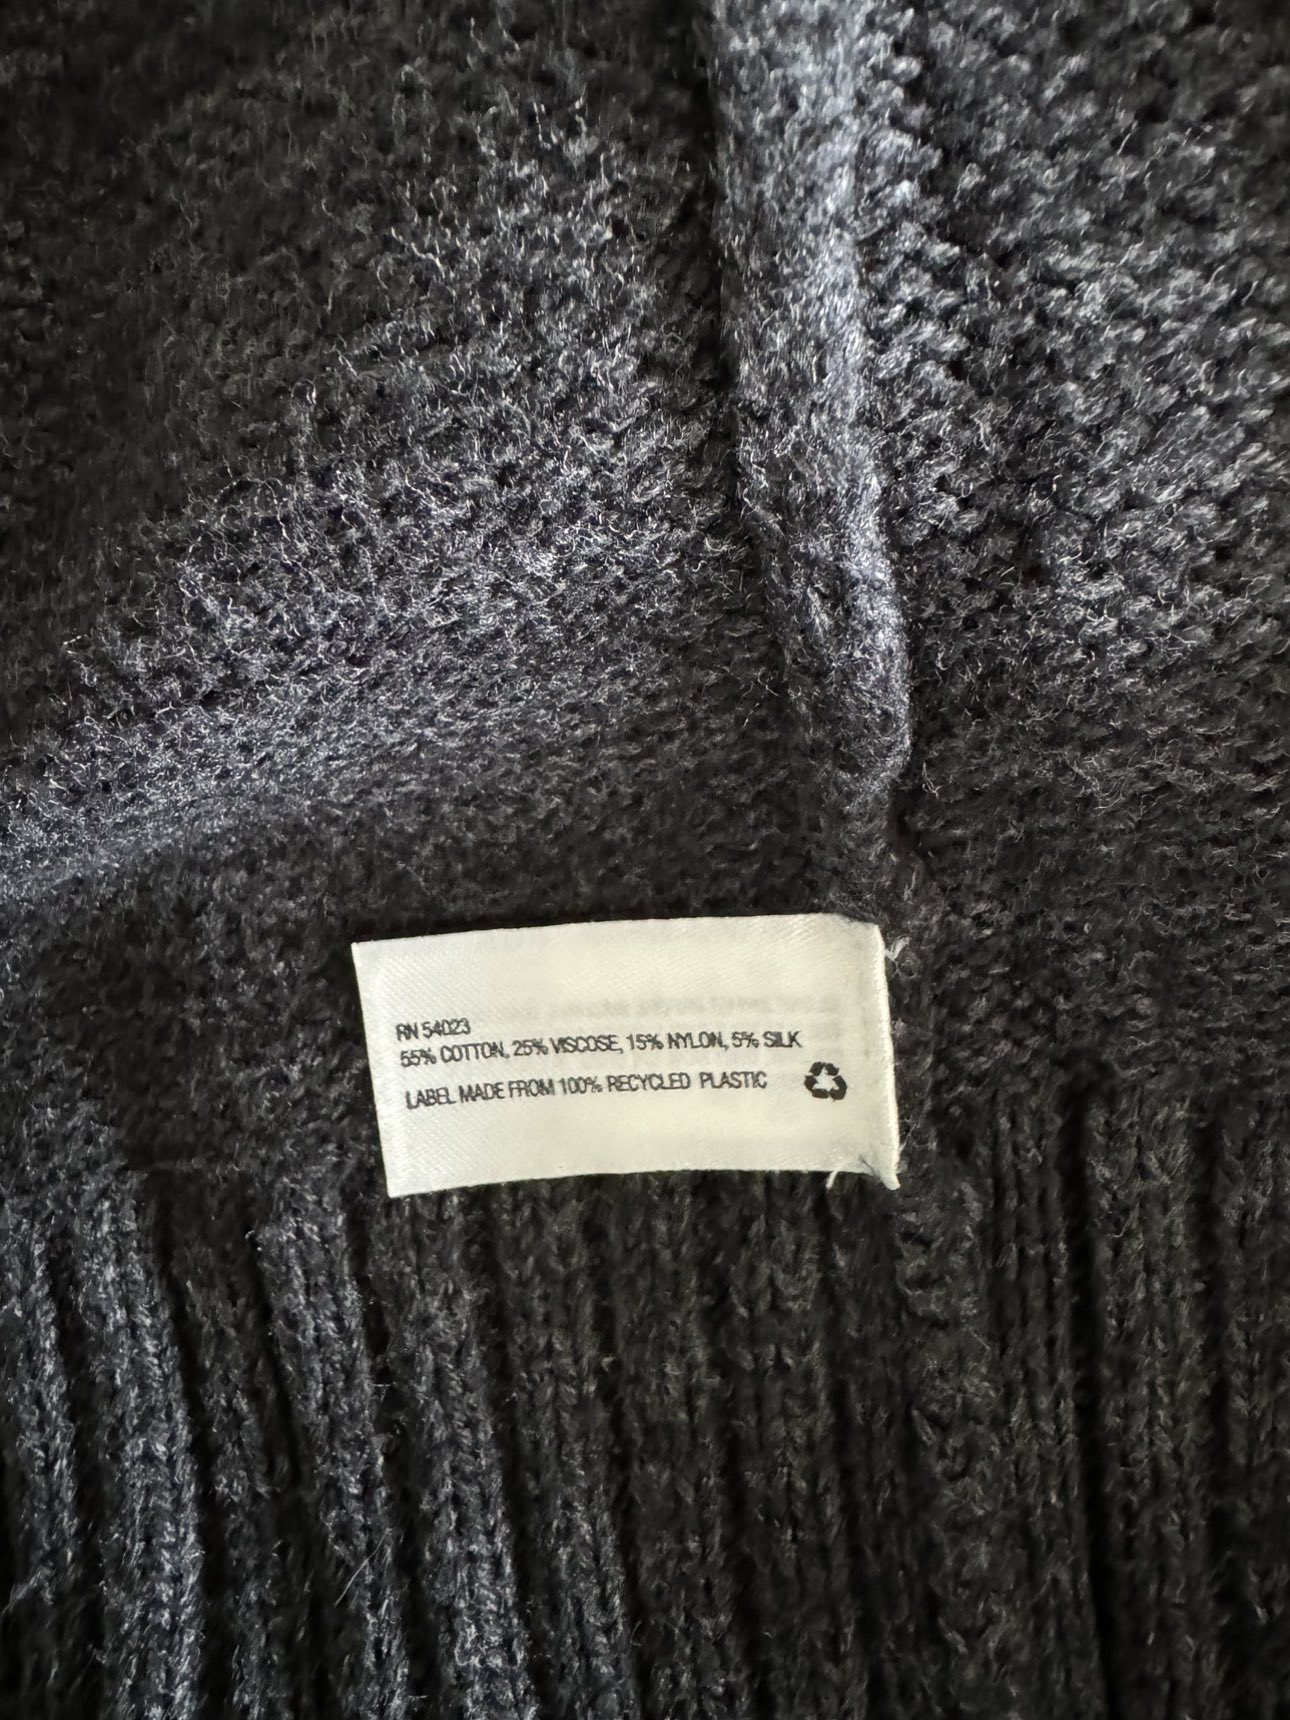 RN 54023
55% COTTON, 25% VISCOSE, 15% NYLON, 5% SILK
LABEL MADE FROM 100% RECYCLED PLASTIC